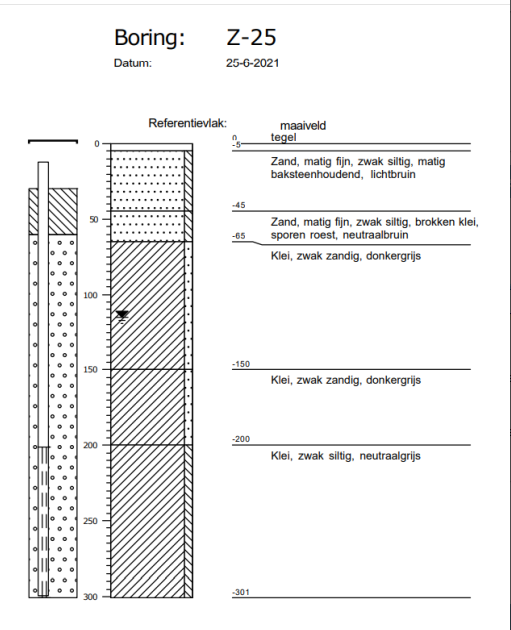 Boring: Z-25
Datum: 25-6-2021
Referentievlak: maaiveld
0 0 tegel
-5
Zand, matig fijn, zwak siltig, matig
baksteenhoudend, lichtbruin
-45
50 Zand, matig fijn, zwak siltig, brokken klei,
-65 sporen roest, neutraalbruin
Klei, zwak zandig, donkergrijs
100
150 -150
Klei, zwak zandig, donkergrijs
200 -200
Klei, zwak siltig, neutraalgrijs
250
300 -301